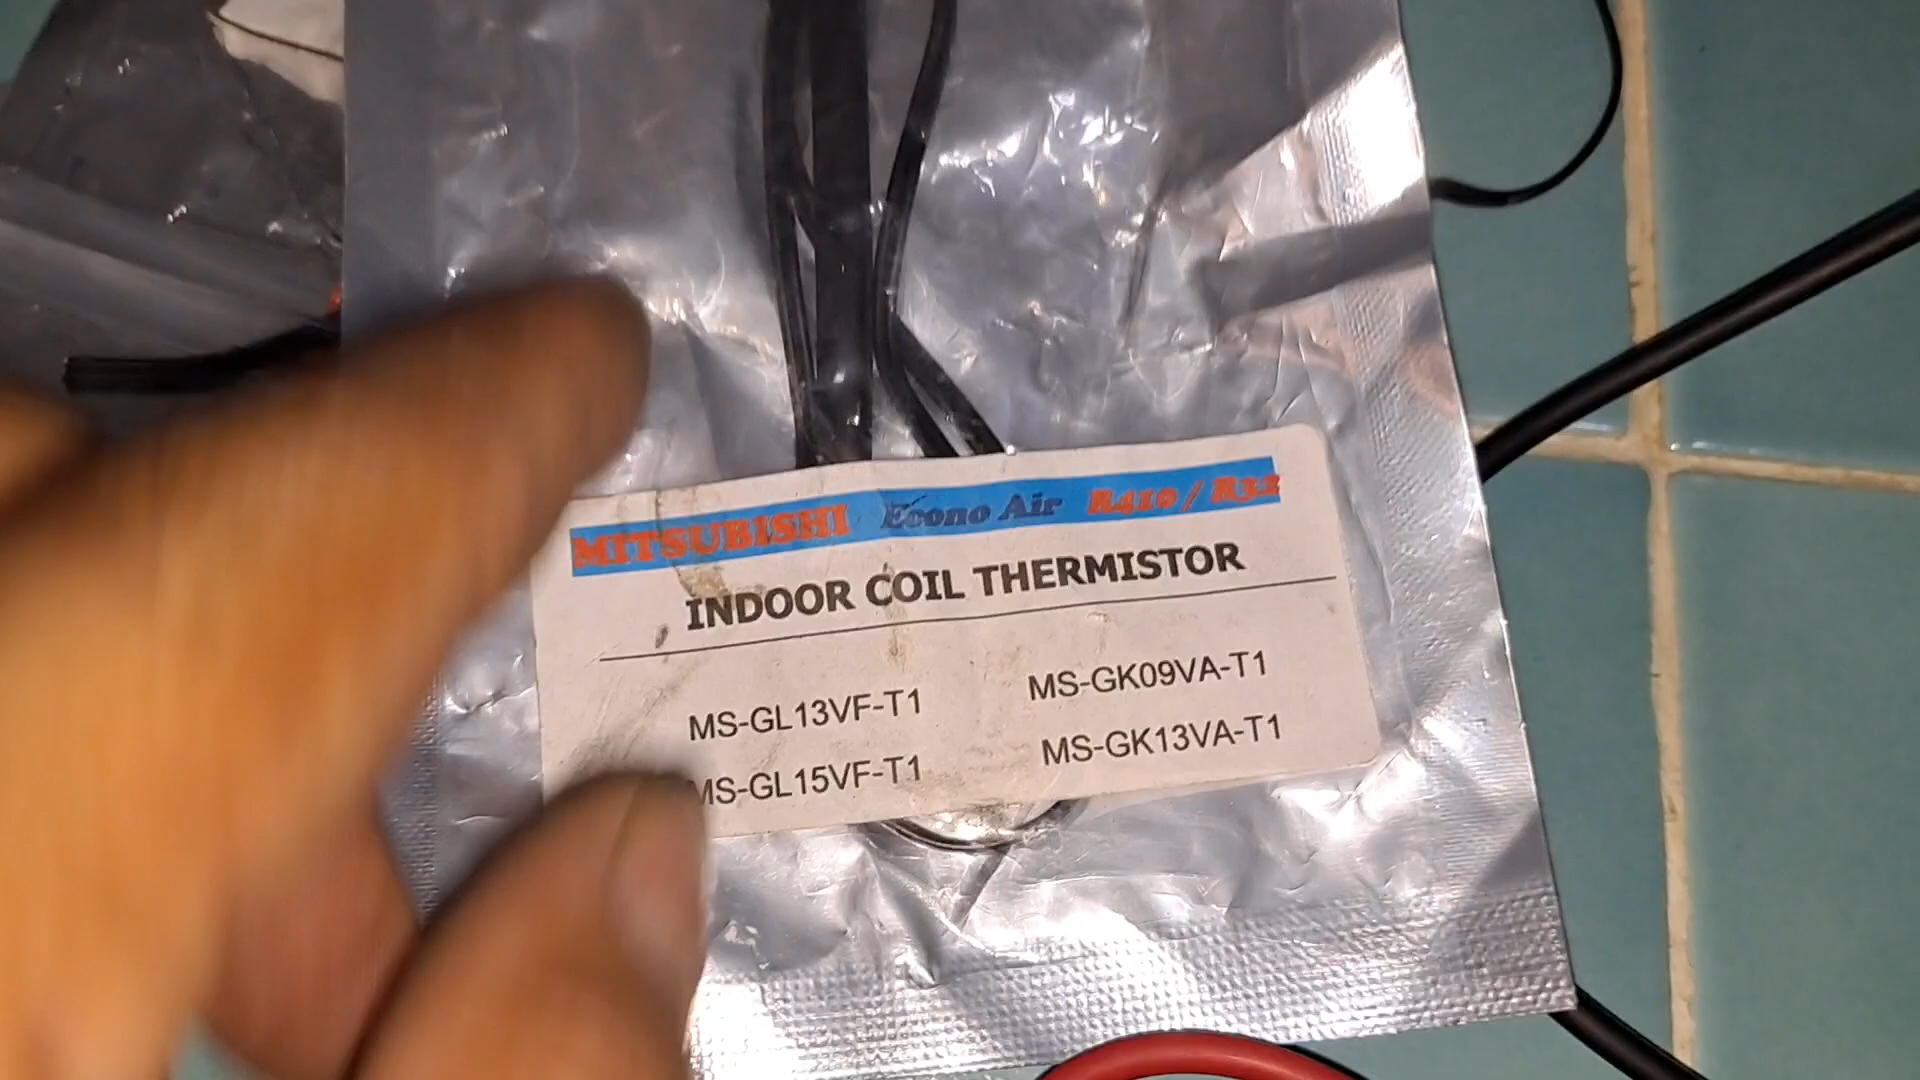 MITSUBISHI Econo Air R410 / R32
INDOOR COIL THERMISTOR
MS-GL13VF-T1 MS-GK09VA-T1
MS-GL15VF-T1 MS-GK13VA-T1